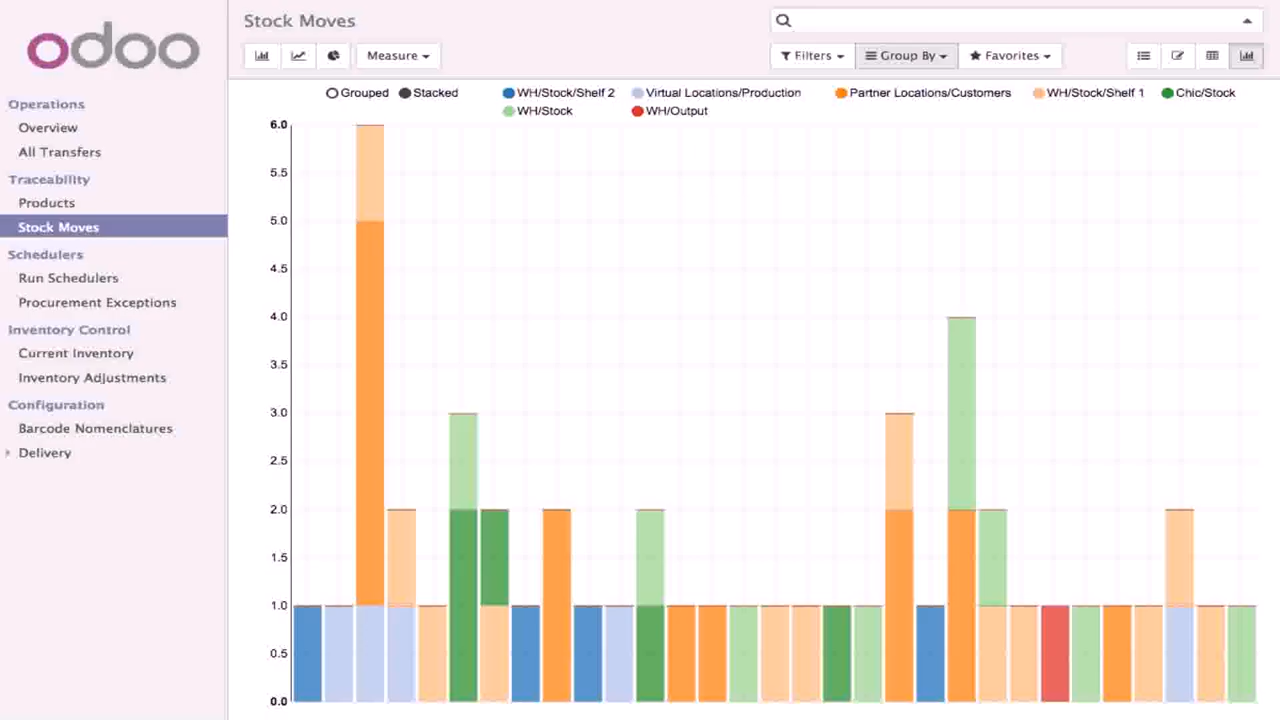 odoo
Operations
Overview
All Transfers
Traceability
Products
Stock Moves
Schedulers
Run Schedulers
Procurement Exceptions
Inventory Control
Current Inventory
Inventory Adjustments
Configuration
Barcode Nomenclatures
Delivery
Stock Moves
Measure
Filters Group By Favorites
Grouped Stacked WH/Stock/Shelf 2 Virtual Locations/Production Partner Locations/Customers WH/Stock/Shelf 1 Chic/Stock
WH/Stock WH/Output
6.0
5.5
5.0
4.5
4.0
3.5
3.0
2.5
2.0
1.5
1.0
0.5
0.0